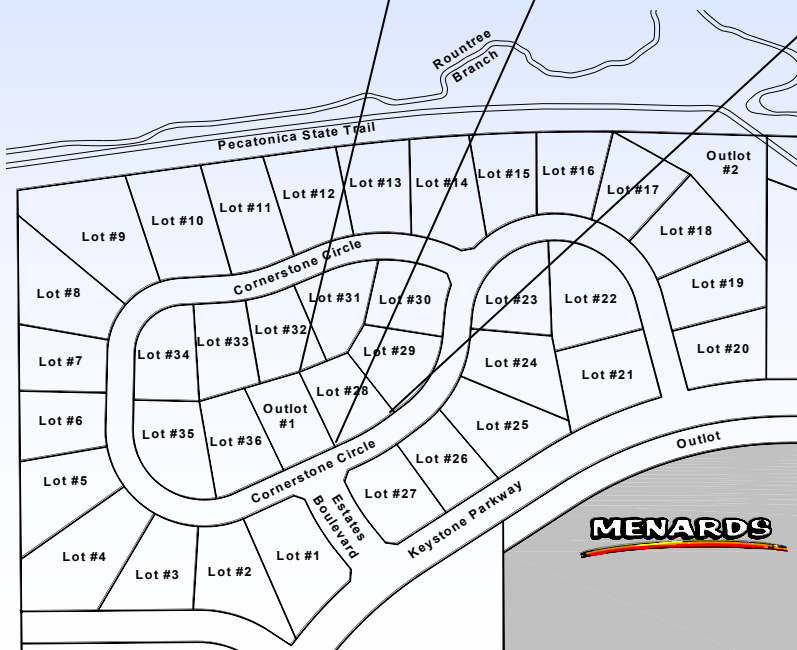 Rountree
Branch
Pecatonica State Trail
Outlot
#2
Lot #9
Lot #10
Lot #11
Lot #12
Lot #13
Lot #14
Lot #15
Lot #16
Lot #17
Lot #18
Lot #19
Lot #20
Lot #8
Lot #7
Lot #6
Lot #5
Lot #4
Lot #3
Lot #2
Lot #1
Cornerstone Circle
Lot #34
Lot #33
Lot #32
Lot #31
Lot #30
Lot #29
Lot #28
Outlot
#1
Lot #36
Lot #35
Lot #23
Lot #22
Lot #24
Lot #21
Lot #25
Lot #26
Lot #27
Cornerstone Circle
Estates
Boulevard
Keystone Parkway
Outlot
MENARDS